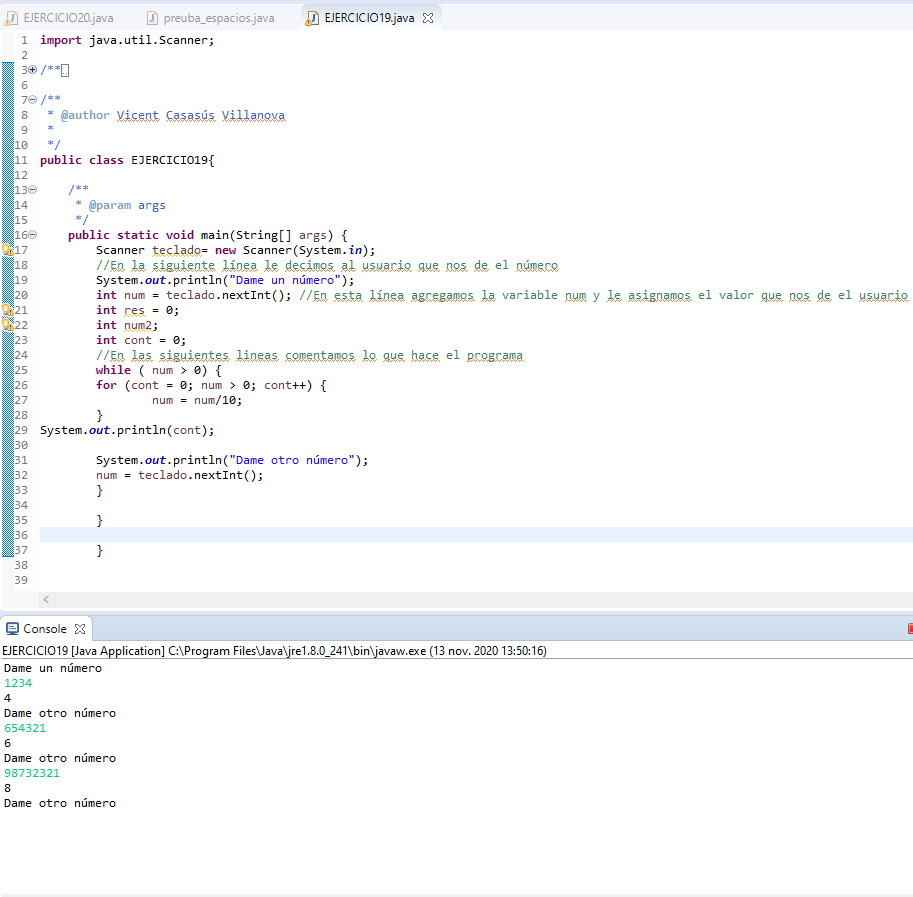 EJERCICIO20.java preuba_espacios.java EJERCICIO19.java
1 import java.util.Scanner;
2
3 /**
6
7 /**
8  * @author Vicent Casasús Villanova
9  *
10  */
11 public class EJERCICIO19{
12
13     /**
14      * @param args
15      */
16     public static void main(String[] args) {
17         Scanner teclado= new Scanner(System.in);
18         //En la siguiente línea le decimos al usuario que nos de el número
19         System.out.println("Dame un número");
20         int num = teclado.nextInt(); //En esta línea agregamos la variable num y le asignamos el valor que nos de el usuario
21         int res = 0;
22         int num2;
23         int cont = 0;
24         //En las siguientes lineas comentamos lo que hace el programa
25         while ( num > 0) {
26         for (cont = 0; num > 0; cont++) {
27                 num = num/10;
28         }
29 System.out.println(cont);
30
31         System.out.println("Dame otro número");
32         num = teclado.nextInt();
33         }
34
35         }
36
37         }
38
39
Console
EJERCICIO19 [Java Application] C:\Program Files\Java\jre1.8.0_241\bin\javaw.exe (13 nov. 2020 13:50:16)
Dame un número
1234
4
Dame otro número
654321
6
Dame otro número
98732321
8
Dame otro número